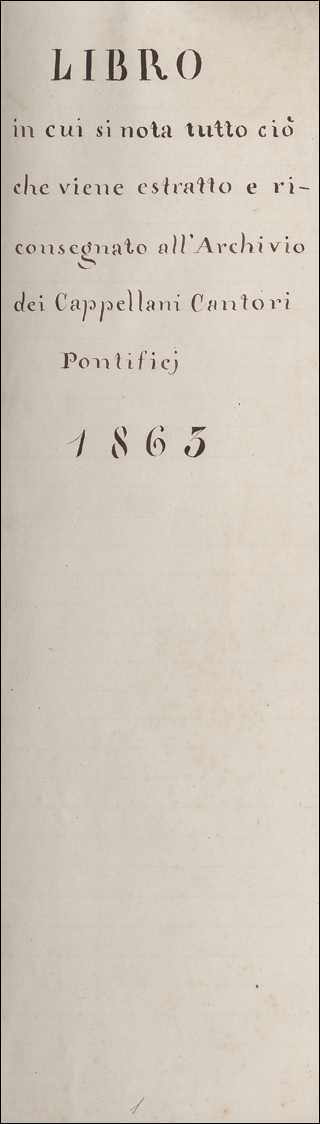 LIBRO
in cui si nota tutto ciò
che viene estratto e ri-
consegnato all'Archivio
dei Cappellani Cantori
Pontificj
1863
1